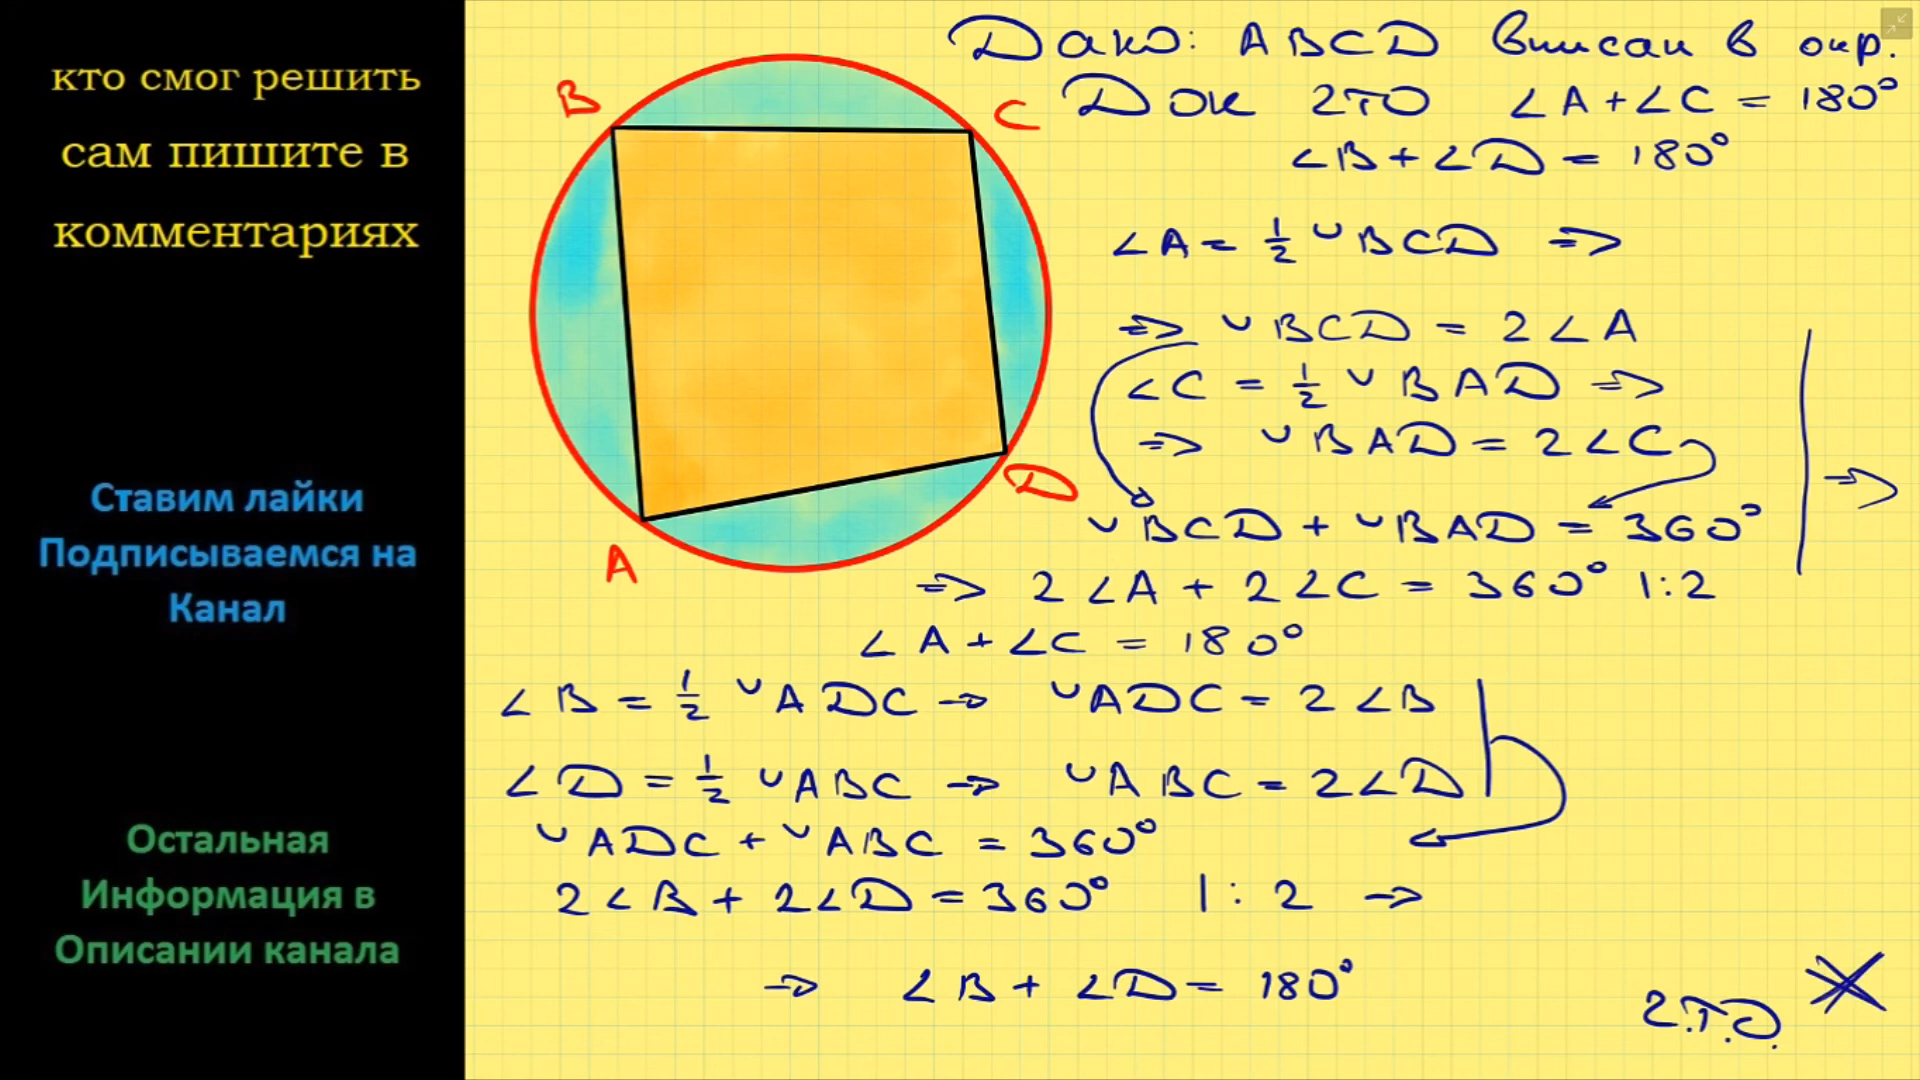 кто смог решить
сам пишите в
комментариях
Ставим лайки
Подписываемся на
Канал
Остальная
Информация в
Описании канала
B
C
D
A
Дано: ABCD вписан в окр.
Док что ∠A + ∠C = 180°
∠B + ∠D = 180°
∠A = 1/2 ◡BCD ⇒
⇒ ◡BCD = 2∠A
∠C = 1/2 ◡BAD ⇒
⇒ ◡BAD = 2∠C
⇒
◡BCD + ◡BAD = 360°
⇒ 2∠A + 2∠C = 360° |:2
∠A + ∠C = 180°
∠B = 1/2 ◡ADC → ◡ADC = 2∠B
∠D = 1/2 ◡ABC → ◡ABC = 2∠D
◡ADC + ◡ABC = 360°
2∠B + 2∠D = 360° |:2 →
→ ∠B + ∠D = 180°
Ч.Т.Д.